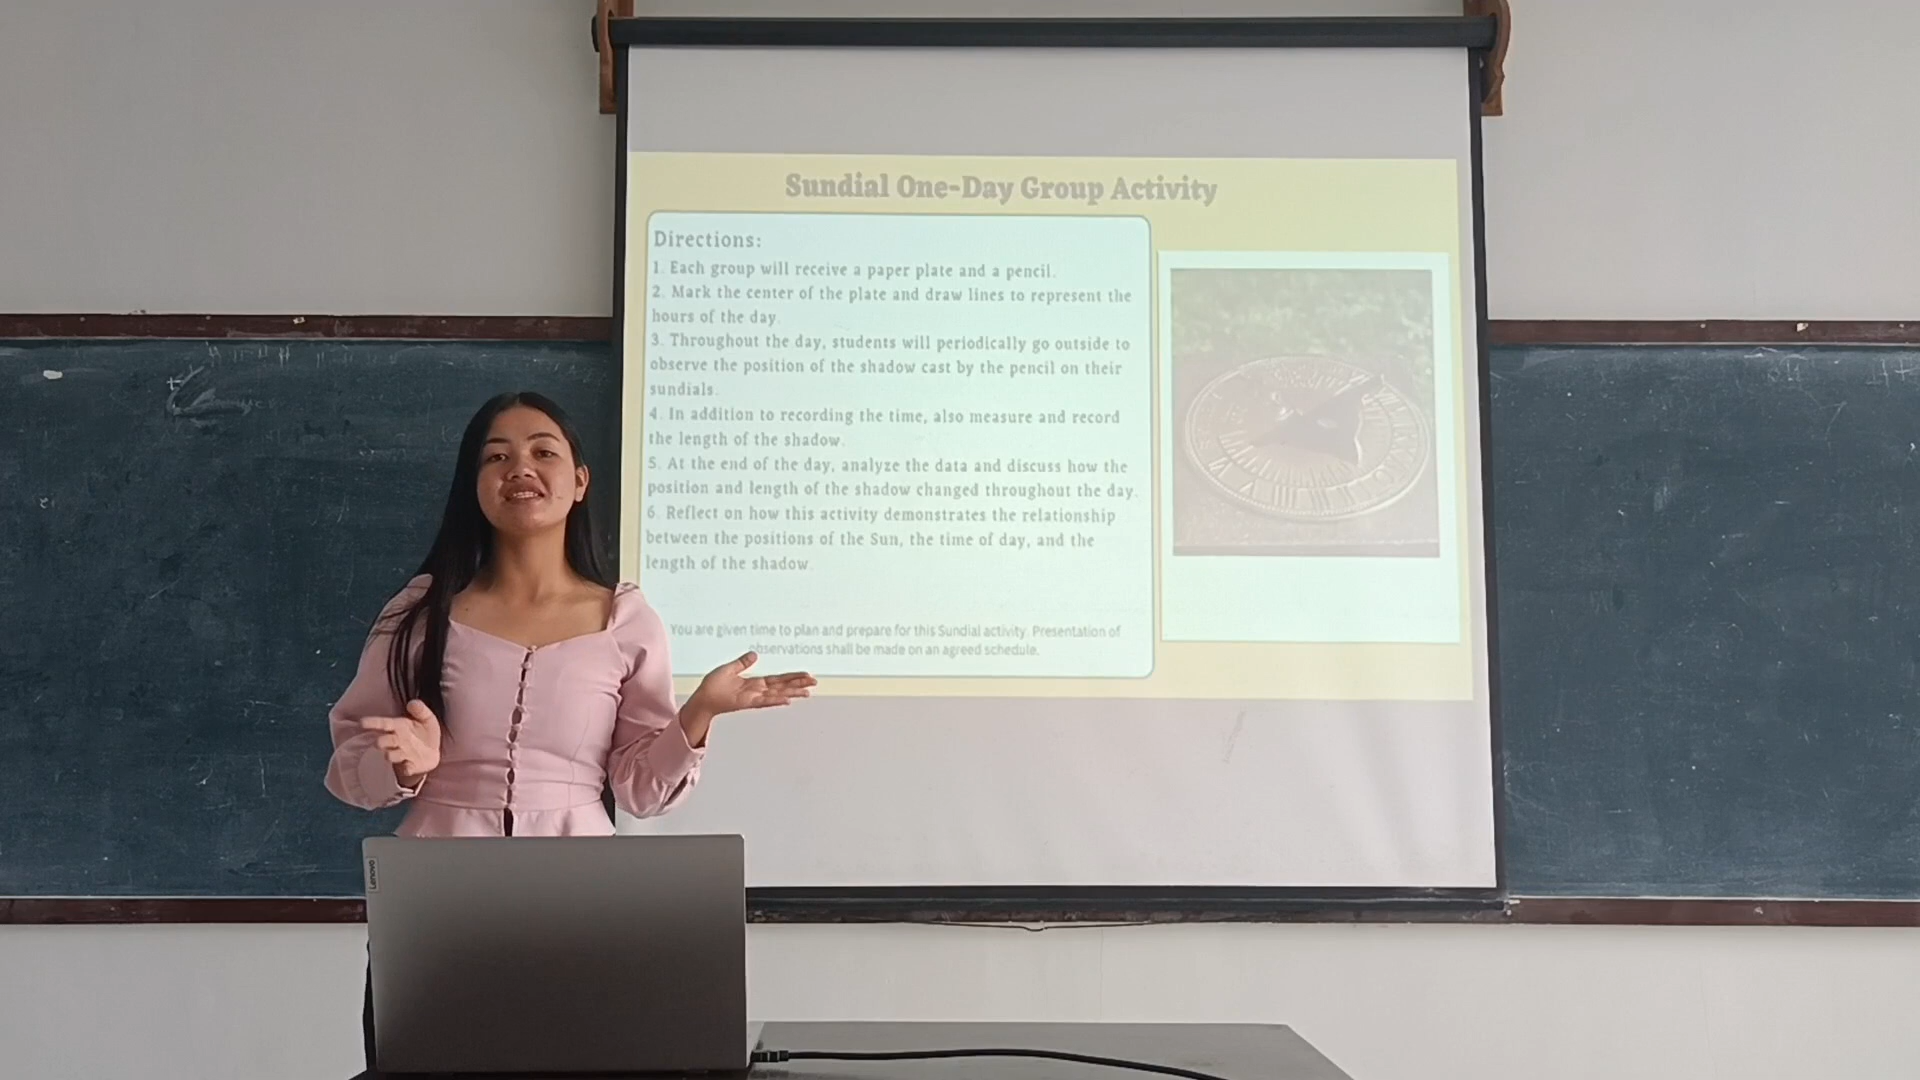 Sundial One-Day Group Activity
Directions:
1. Each group will receive a paper plate and a pencil.
2. Mark the center of the plate and draw lines to represent the
hours of the day.
3. Throughout the day, students will periodically go outside to
observe the position of the shadow cast by the pencil on their
sundials.
4. In addition to recording the time, also measure and record
the length of the shadow.
5. At the end of the day, analyze the data and discuss how the
position and length of the shadow changed throughout the day.
6. Reflect on how this activity demonstrates the relationship
between the positions of the Sun, the time of day, and the
length of the shadow.
You are given time to plan and prepare for this Sundial activity. Presentation of
observations shall be made on an agreed schedule.
Lenovo